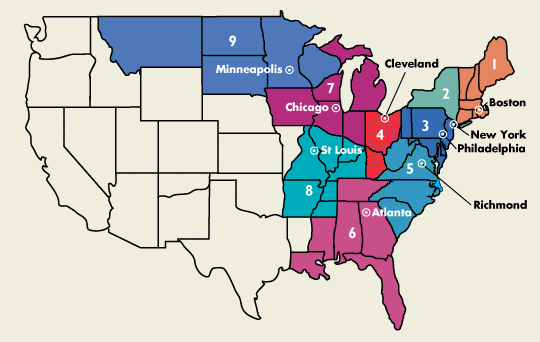 9
1
Minneapolis
Cleveland
7
2
Chicago
Boston
4
3
New York
Philadelphia
St Louis
5
8
Richmond
Atlanta
6